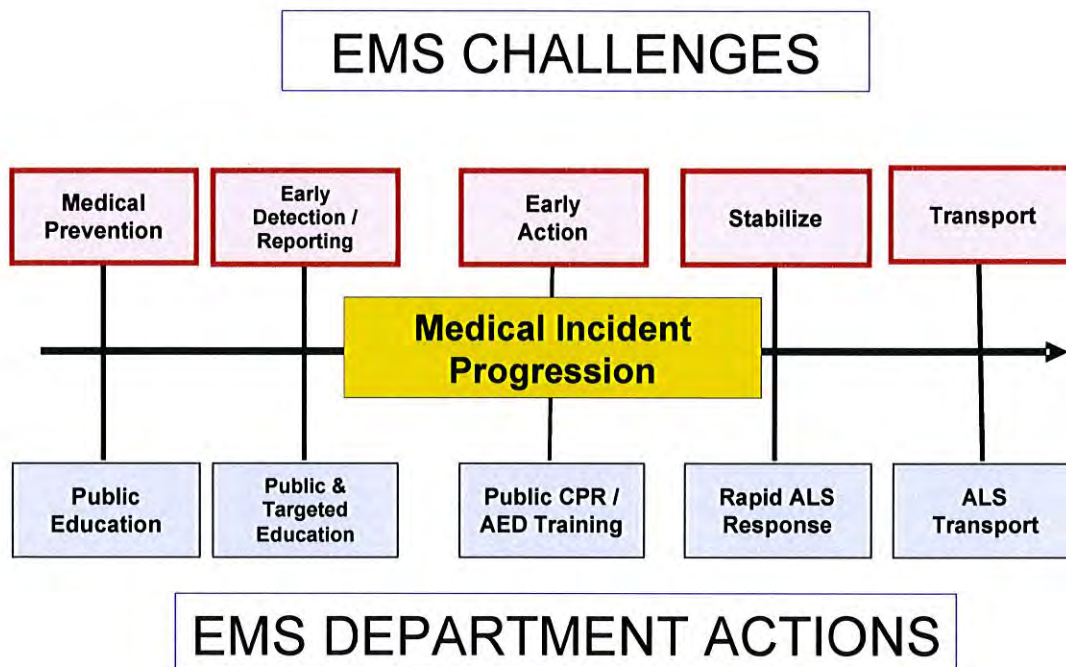 EMS CHALLENGES
Medical
Prevention
Early
Detection /
Reporting
Early
Action
Stabilize
Transport
Medical Incident
Progression
Public
Education
Public &
Targeted
Education
Public CPR /
AED Training
Rapid ALS
Response
ALS
Transport
EMS DEPARTMENT ACTIONS